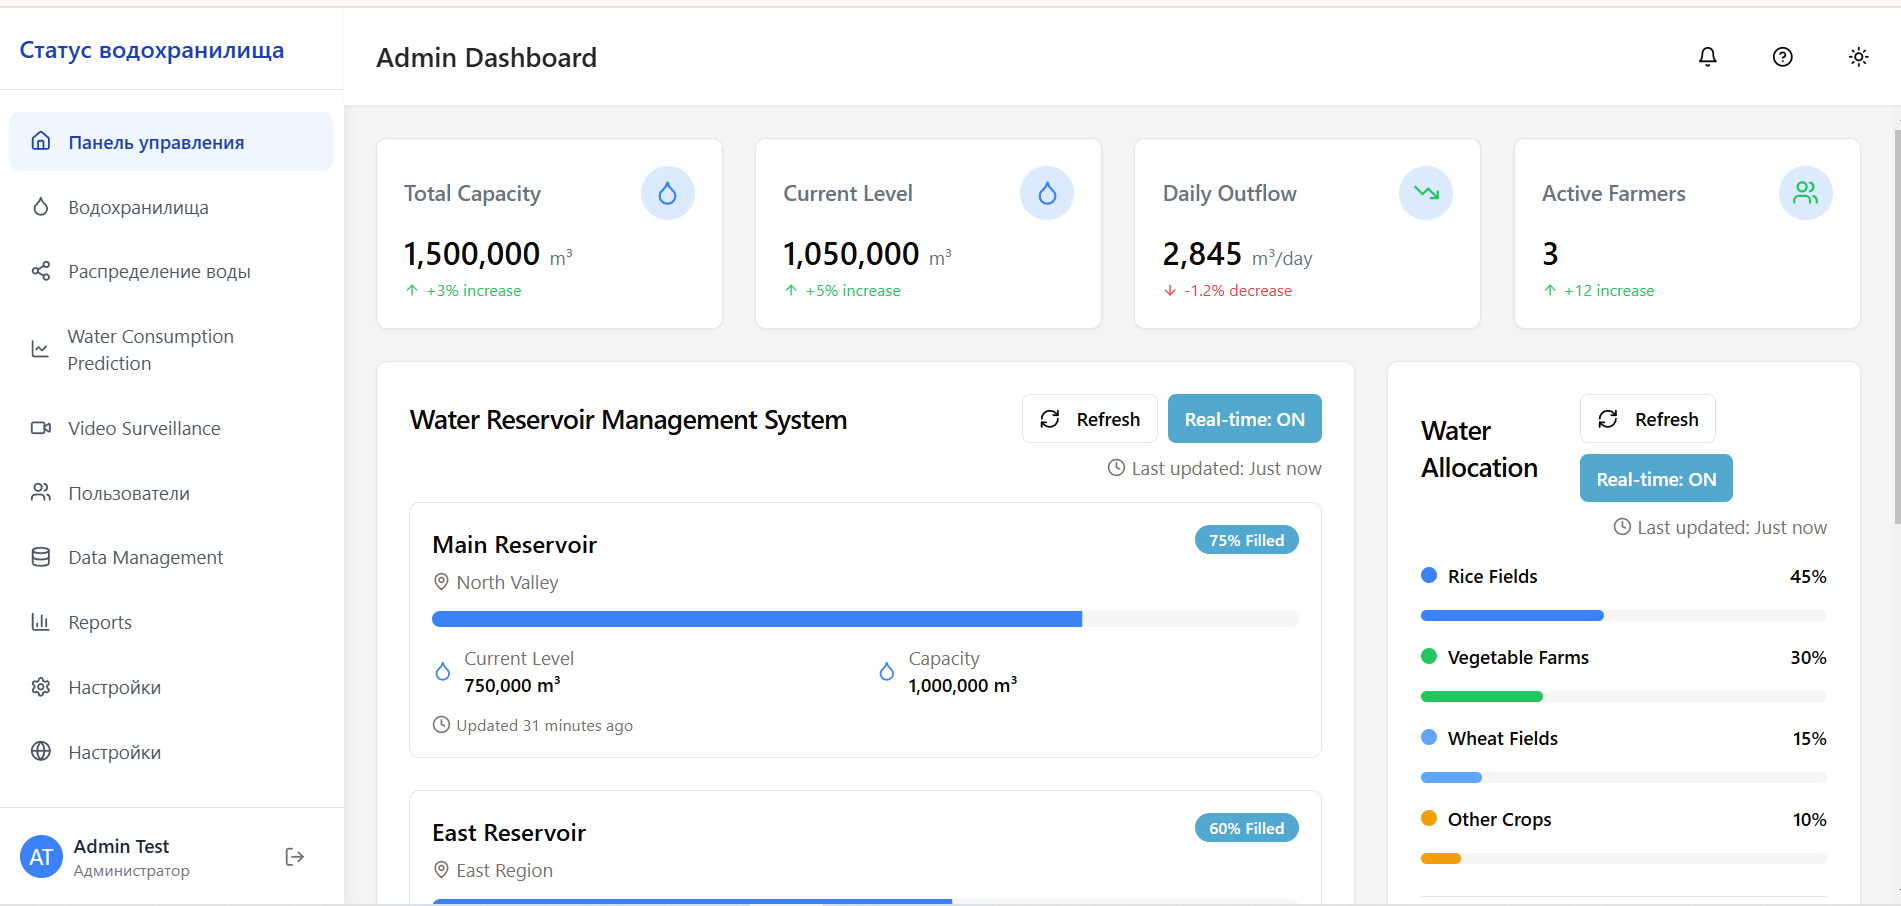 Статус водохранилища
Панель управления
Водохранилища
Распределение воды
Water Consumption
Prediction
Video Surveillance
Пользователи
Data Management
Reports
Настройки
Настройки
AT
Admin Test
Администратор
Admin Dashboard
Total Capacity
1,500,000 m³
+3% increase
Current Level
1,050,000 m³
+5% increase
Daily Outflow
2,845 m³/day
-1.2% decrease
Active Farmers
3
+12 increase
Water Reservoir Management System
Refresh
Real-time: ON
Last updated: Just now
Main Reservoir
75% Filled
North Valley
Current Level
750,000 m³
Capacity
1,000,000 m³
Updated 31 minutes ago
East Reservoir
60% Filled
East Region
Water
Allocation
Refresh
Real-time: ON
Last updated: Just now
Rice Fields 45%
Vegetable Farms 30%
Wheat Fields 15%
Other Crops 10%